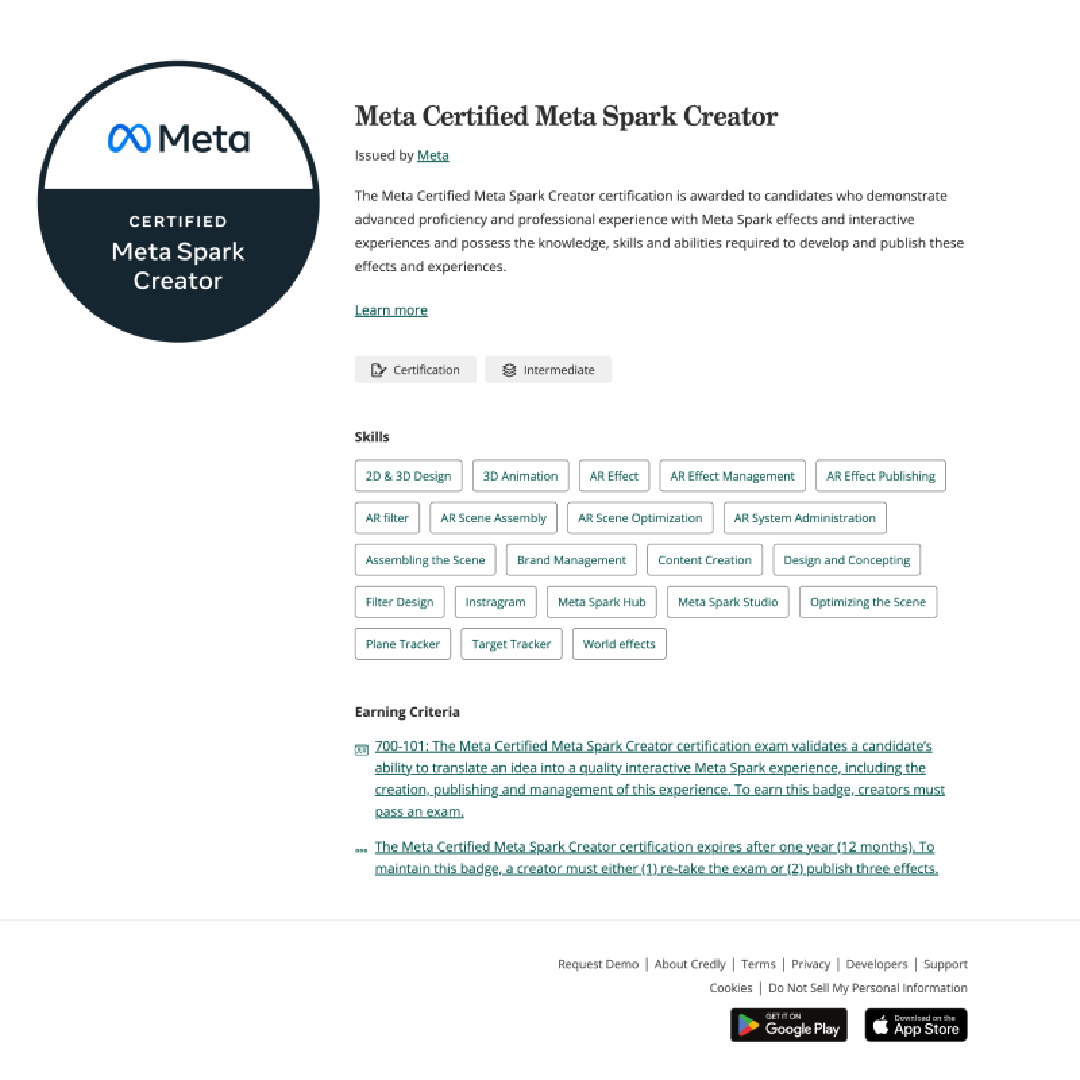 Meta
CERTIFIED
Meta Spark
Creator
Meta Certified Meta Spark Creator
Issued by Meta
The Meta Certified Meta Spark Creator certification is awarded to candidates who demonstrate
advanced proficiency and professional experience with Meta Spark effects and interactive
experiences and possess the knowledge, skills and abilities required to develop and publish these
effects and experiences.
Learn more
Certification Intermediate
Skills
2D & 3D Design 3D Animation AR Effect AR Effect Management AR Effect Publishing
AR filter AR Scene Assembly AR Scene Optimization AR System Administration
Assembling the Scene Brand Management Content Creation Design and Concepting
Filter Design Instragram Meta Spark Hub Meta Spark Studio Optimizing the Scene
Plane Tracker Target Tracker World effects
Earning Criteria
700-101: The Meta Certified Meta Spark Creator certification exam validates a candidate's
ability to translate an idea into a quality interactive Meta Spark experience, including the
creation, publishing and management of this experience. To earn this badge, creators must
pass an exam.
The Meta Certified Meta Spark Creator certification expires after one year (12 months). To
maintain this badge, a creator must either (1) re-take the exam or (2) publish three effects.
Request Demo | About Credly | Terms | Privacy | Developers | Support
Cookies | Do Not Sell My Personal Information
GET IT ON Download on the
Google Play App Store